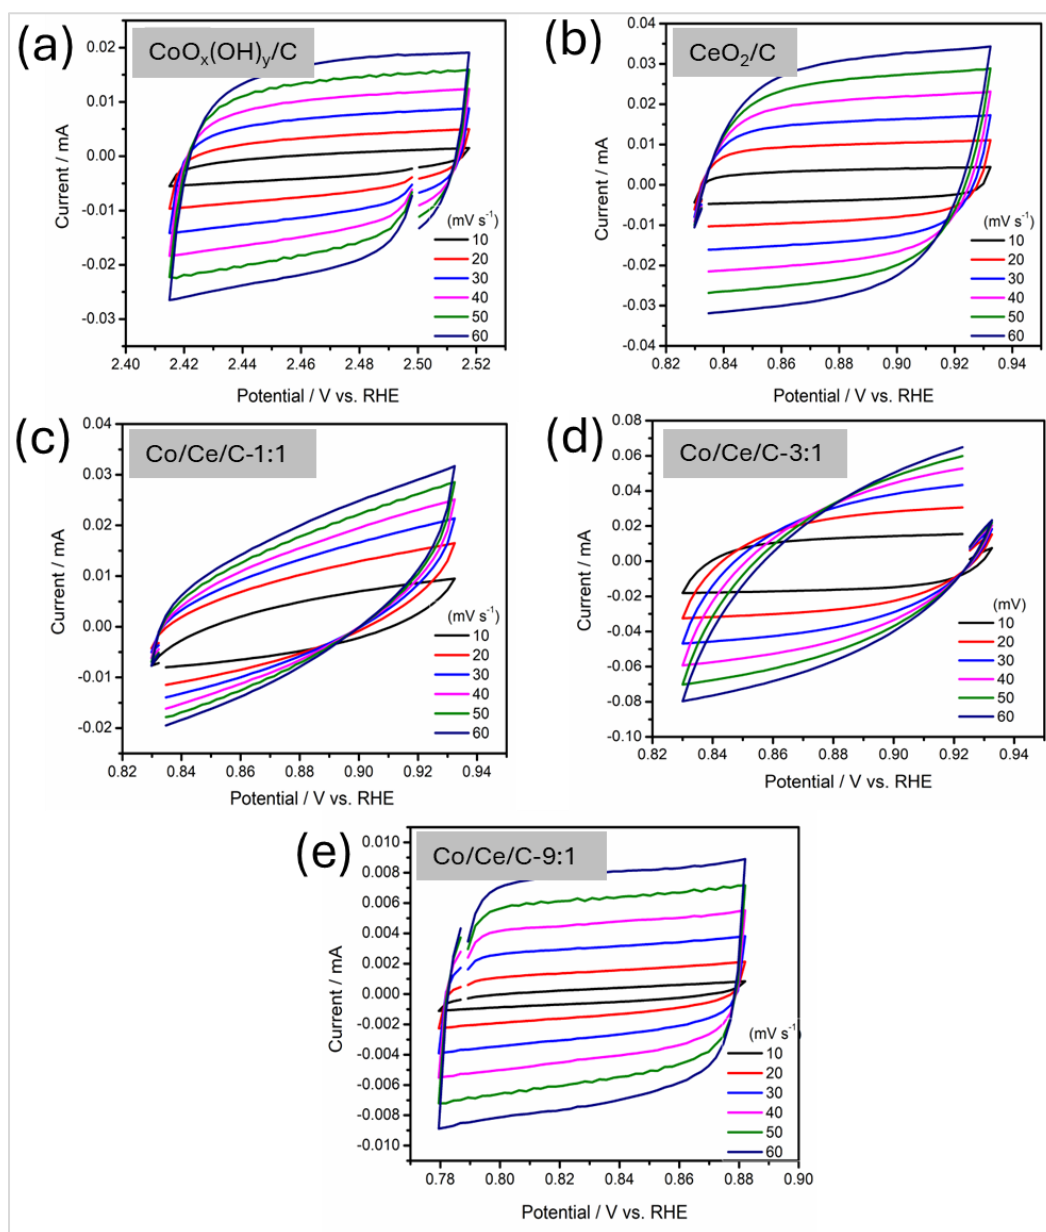 (a)
CoOₓ(OH)ᵧ/C
0.02
0.01
0.00
-0.01
-0.02
-0.03
Current / mA
(mV s⁻¹)
10
20
30
40
50
60
2.40 2.42 2.44 2.46 2.48 2.50 2.52
Potential / V vs. RHE
(b)
CeO₂/C
0.04
0.03
0.02
0.01
0.00
-0.01
-0.02
-0.03
-0.04
Current / mA
(mV s⁻¹)
10
20
30
40
50
60
0.82 0.84 0.86 0.88 0.90 0.92 0.94
Potential / V vs. RHE
(c)
Co/Ce/C-1:1
0.04
0.03
0.02
0.01
0.00
-0.01
-0.02
Current / mA
(mV s⁻¹)
10
20
30
40
50
60
0.82 0.84 0.86 0.88 0.90 0.92 0.94
Potential / V vs. RHE
(d)
Co/Ce/C-3:1
0.08
0.06
0.04
0.02
0.00
-0.02
-0.04
-0.06
-0.08
-0.10
Current / mA
(mV)
10
20
30
40
50
60
0.82 0.84 0.86 0.88 0.90 0.92 0.94
Potential / V vs. RHE
(e)
Co/Ce/C-9:1
0.010
0.008
0.006
0.004
0.002
0.000
-0.002
-0.004
-0.006
-0.008
-0.010
Current / mA
(mV s⁻¹)
10
20
30
40
50
60
0.78 0.80 0.82 0.84 0.86 0.88 0.90
Potential / V vs. RHE